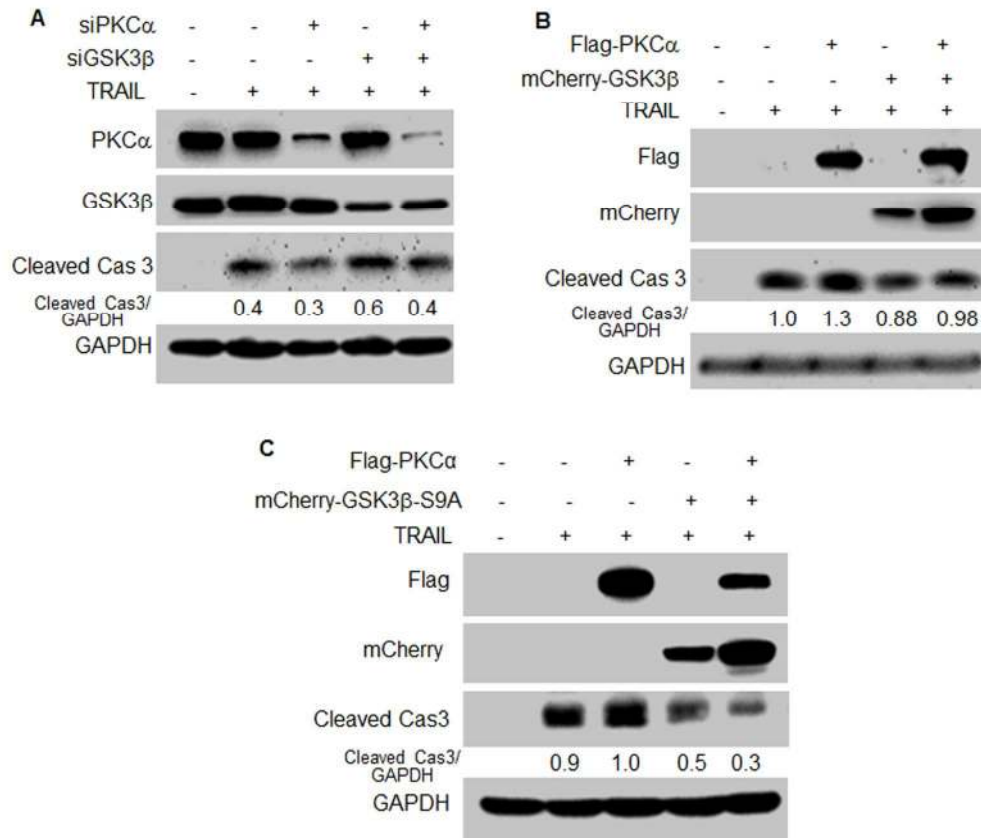 A
siPKCα - - + - +
siGSK3β - - - + +
TRAIL - + + + +
PKCα
GSK3β
Cleaved Cas 3
Cleaved Cas3/
GAPDH
0.4 0.3 0.6 0.4
GAPDH
B
Flag-PKCα - - + - +
mCherry-GSK3β - - - + +
TRAIL - + + + +
Flag
mCherry
Cleaved Cas 3
Cleaved Cas3/
GAPDH
1.0 1.3 0.88 0.98
GAPDH
C
Flag-PKCα - - + - +
mCherry-GSK3β-S9A - - - + +
TRAIL - + + + +
Flag
mCherry
Cleaved Cas3
Cleaved Cas3/
GAPDH
0.9 1.0 0.5 0.3
GAPDH